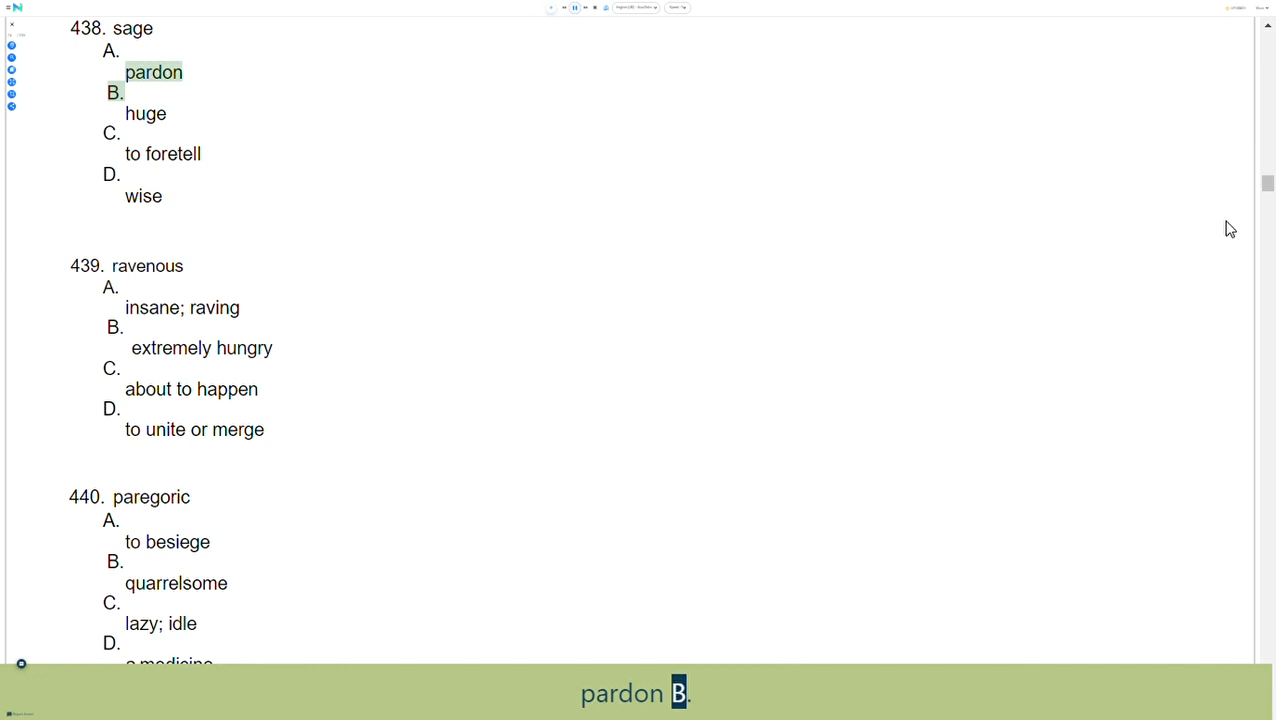 438. sage
A.
pardon
B.
huge
C.
to foretell
D.
wise
439. ravenous
A.
insane; raving
B.
extremely hungry
C.
about to happen
D.
to unite or merge
440. paregoric
A.
to besiege
B.
quarrelsome
C.
lazy; idle
D.
a medicine
pardon B.